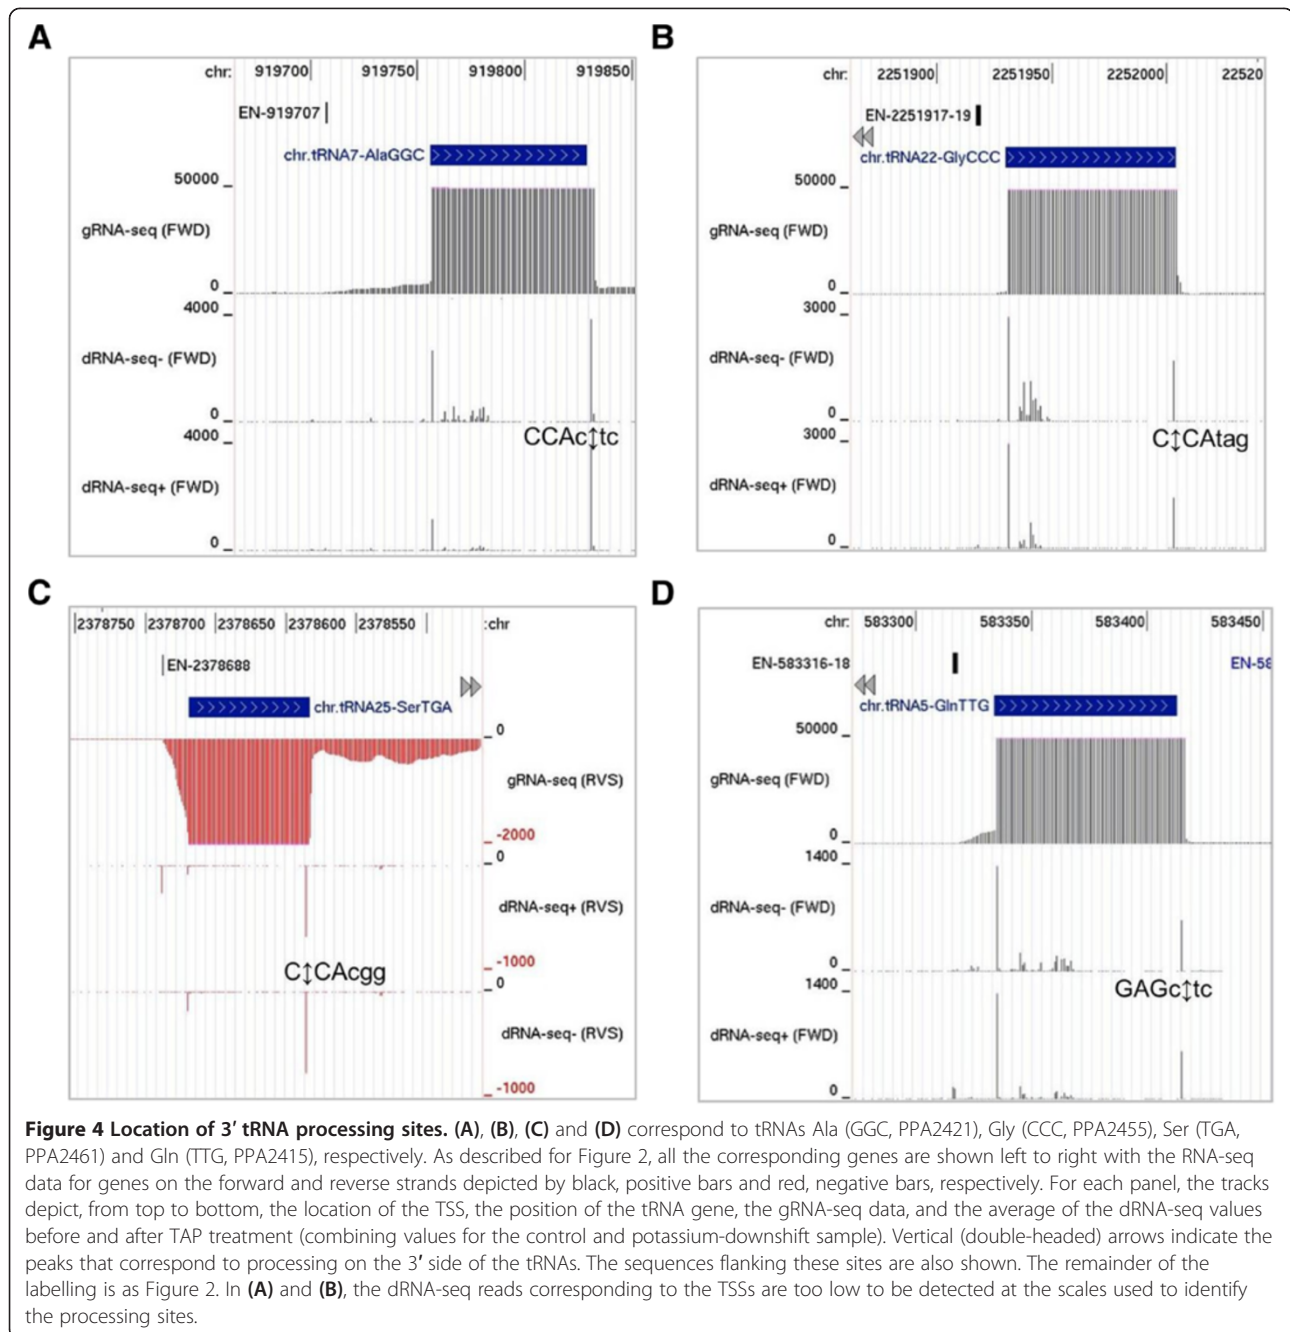 A
chr: 919700 919750 919800 919850
EN-919707
chr.tRNA7-AlaGGC
50000
gRNA-seq (FWD)
0
4000
dRNA-seq- (FWD)
0
CCAc↕tc
4000
dRNA-seq+ (FWD)
0
B
chr: 2251900 2251950 2252000 22520
EN-2251917-19
chr.tRNA22-GlyCCC
50000
gRNA-seq (FWD)
0
3000
dRNA-seq- (FWD)
0
C↕CAtag
3000
dRNA-seq+ (FWD)
0
C
2378750 2378700 2378650 2378600 2378550 :chr
EN-2378688
chr.tRNA25-SerTGA
0
gRNA-seq (RVS)
-2000
0
dRNA-seq+ (RVS)
C↕CAcgg
-1000
0
dRNA-seq- (RVS)
-1000
D
chr: 583300 583350 583400 583450
EN-583316-18 EN-58
chr.tRNA5-GlnTTG
50000
gRNA-seq (FWD)
0
1400
dRNA-seq- (FWD)
0
GAGc↕tc
1400
dRNA-seq+ (FWD)
0
Figure 4 Location of 3′ tRNA processing sites. (A), (B), (C) and (D) correspond to tRNAs Ala (GGC, PPA2421), Gly (CCC, PPA2455), Ser (TGA,
PPA2461) and Gln (TTG, PPA2415), respectively. As described for Figure 2, all the corresponding genes are shown left to right with the RNA-seq
data for genes on the forward and reverse strands depicted by black, positive bars and red, negative bars, respectively. For each panel, the tracks
depict, from top to bottom, the location of the TSS, the position of the tRNA gene, the gRNA-seq data, and the average of the dRNA-seq values
before and after TAP treatment (combining values for the control and potassium-downshift sample). Vertical (double-headed) arrows indicate the
peaks that correspond to processing on the 3′ side of the tRNAs. The sequences flanking these sites are also shown. The remainder of the
labelling is as Figure 2. In (A) and (B), the dRNA-seq reads corresponding to the TSSs are too low to be detected at the scales used to identify
the processing sites.